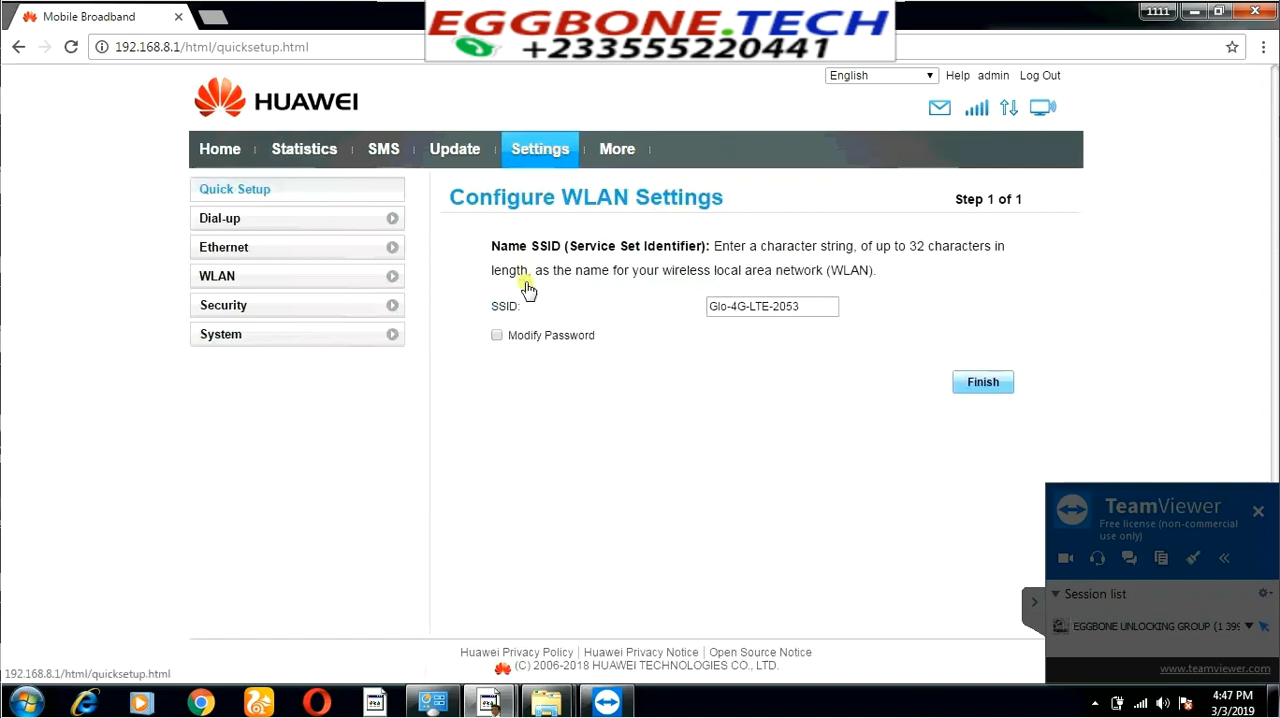 Mobile Broadband
EGGBONE.TECH
+233555220441
1111
192.168.8.1/html/quicksetup.html
English
Help
admin
Log Out
HUAWEI
Home
Statistics
SMS
Update
Settings
More
Quick Setup
Dial-up
Ethernet
WLAN
Security
System
Configure WLAN Settings
Step 1 of 1
Name SSID (Service Set Identifier): Enter a character string, of up to 32 characters in
length, as the name for your wireless local area network (WLAN).
SSID:
Glo-4G-LTE-2053
Modify Password
Finish
TeamViewer
Free license (non-commercial
use only)
Session list
EGGBONE UNLOCKING GROUP (1 399
www.teamviewer.com
Huawei Privacy Policy | Huawei Privacy Notice | Open Source Notice
(C) 2006-2018 HUAWEI TECHNOLOGIES CO., LTD.
192.168.8.1/html/quicksetup.html
4:47 PM
3/3/2019